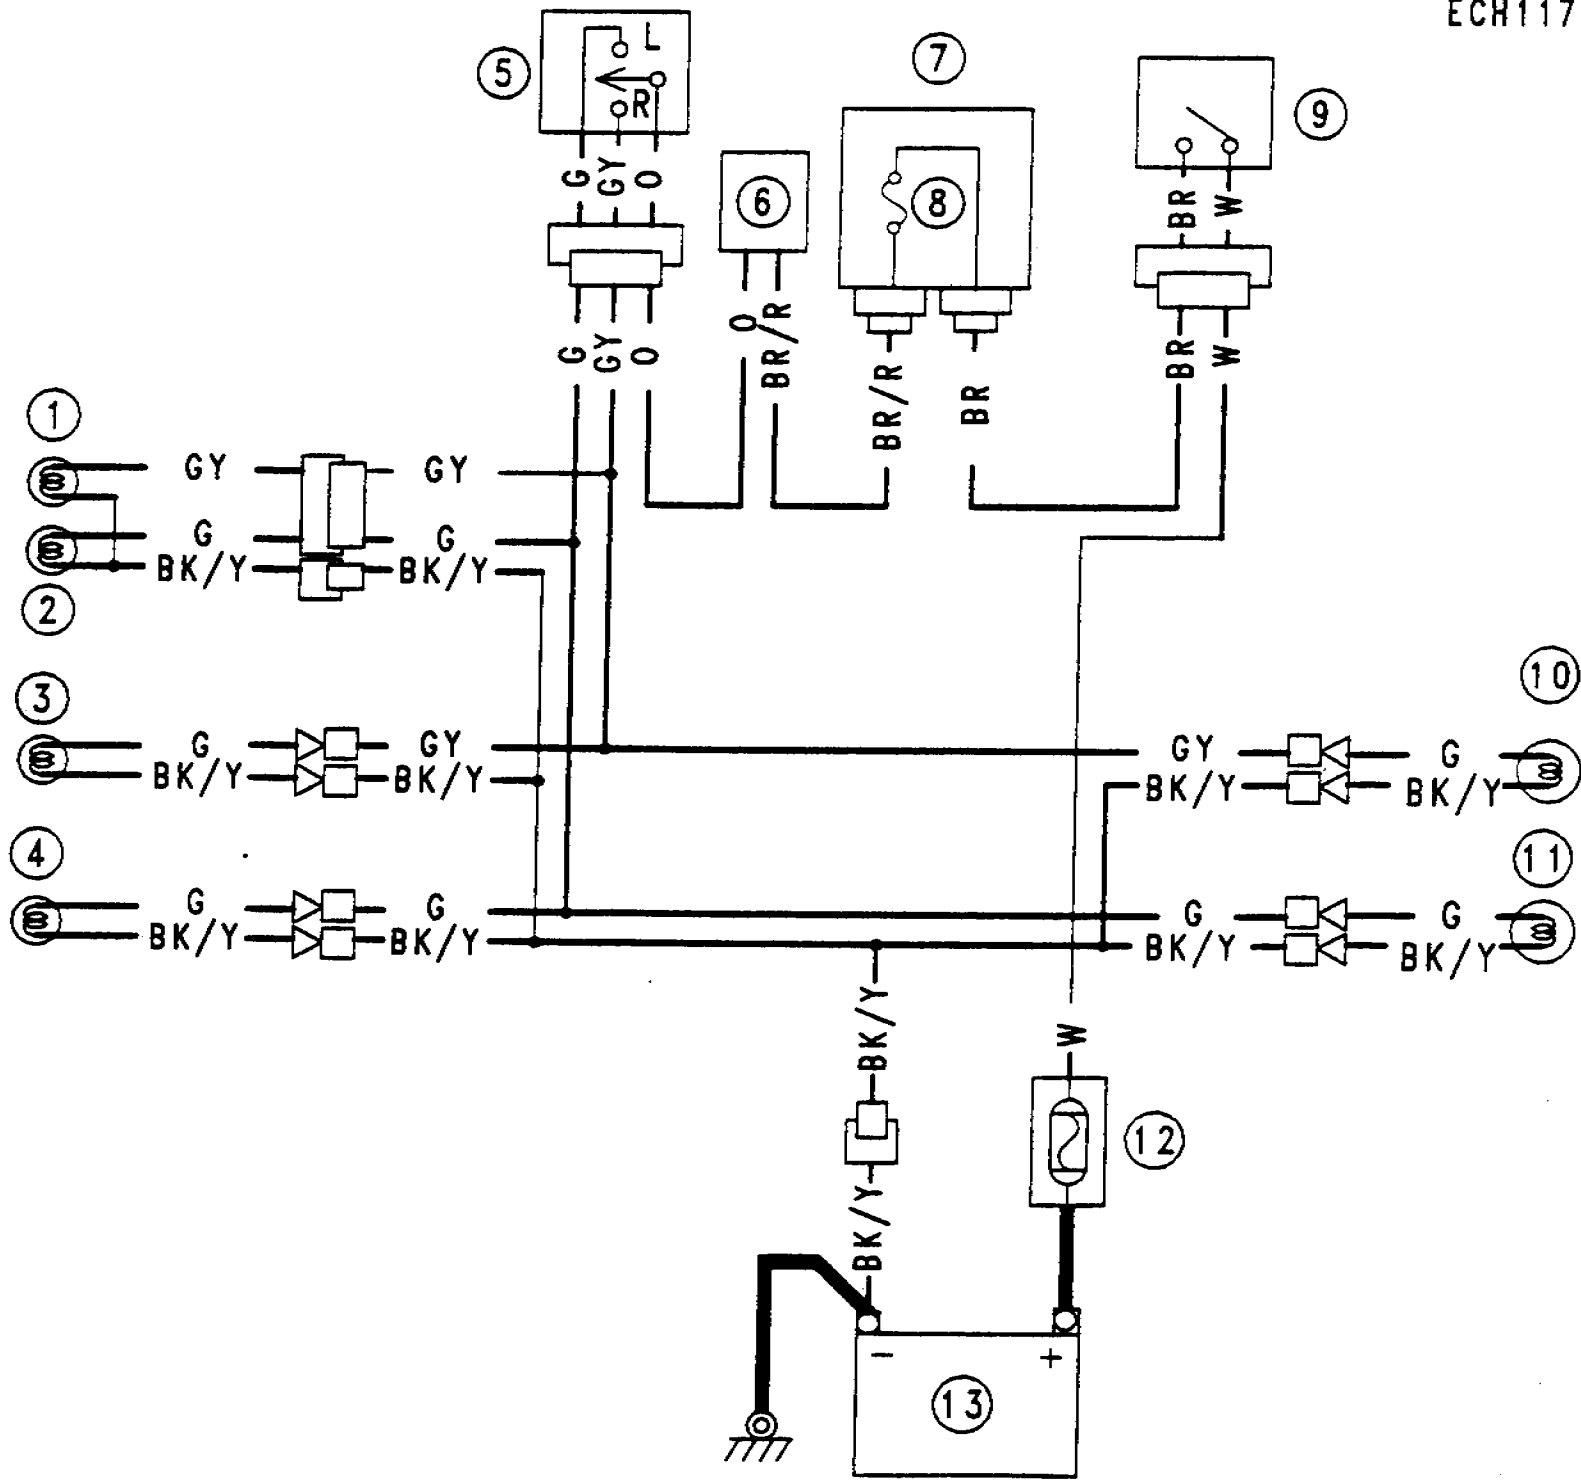 ECH117
5
L
R
7
9
6
8
G GY O
BR W
O BR/R
G GY O
BR/R BR
BR W
1
GY GY
G G
BK/Y BK/Y
2
3
10
G GY GY G
BK/Y BK/Y BK/Y BK/Y
4
11
G G G G
BK/Y BK/Y BK/Y BK/Y
BK/Y
W
12
BK/Y
- +
13